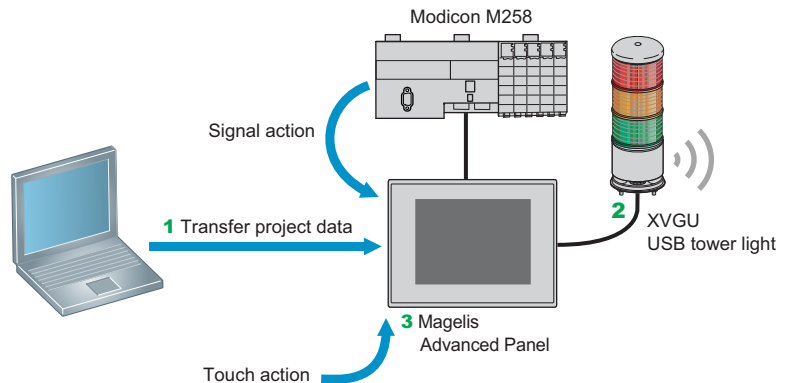 Modicon M258
Signal action
1 Transfer project data
2
XVGU
USB tower light
3 Magelis
Advanced Panel
Touch action